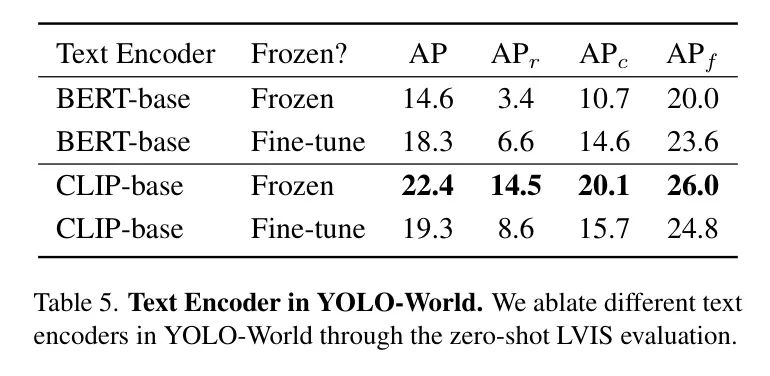 Text Encoder Frozen? AP APr APc APf
BERT-base Frozen 14.6 3.4 10.7 20.0
BERT-base Fine-tune 18.3 6.6 14.6 23.6
CLIP-base Frozen 22.4 14.5 20.1 26.0
CLIP-base Fine-tune 19.3 8.6 15.7 24.8
Table 5. Text Encoder in YOLO-World. We ablate different text
encoders in YOLO-World through the zero-shot LVIS evaluation.